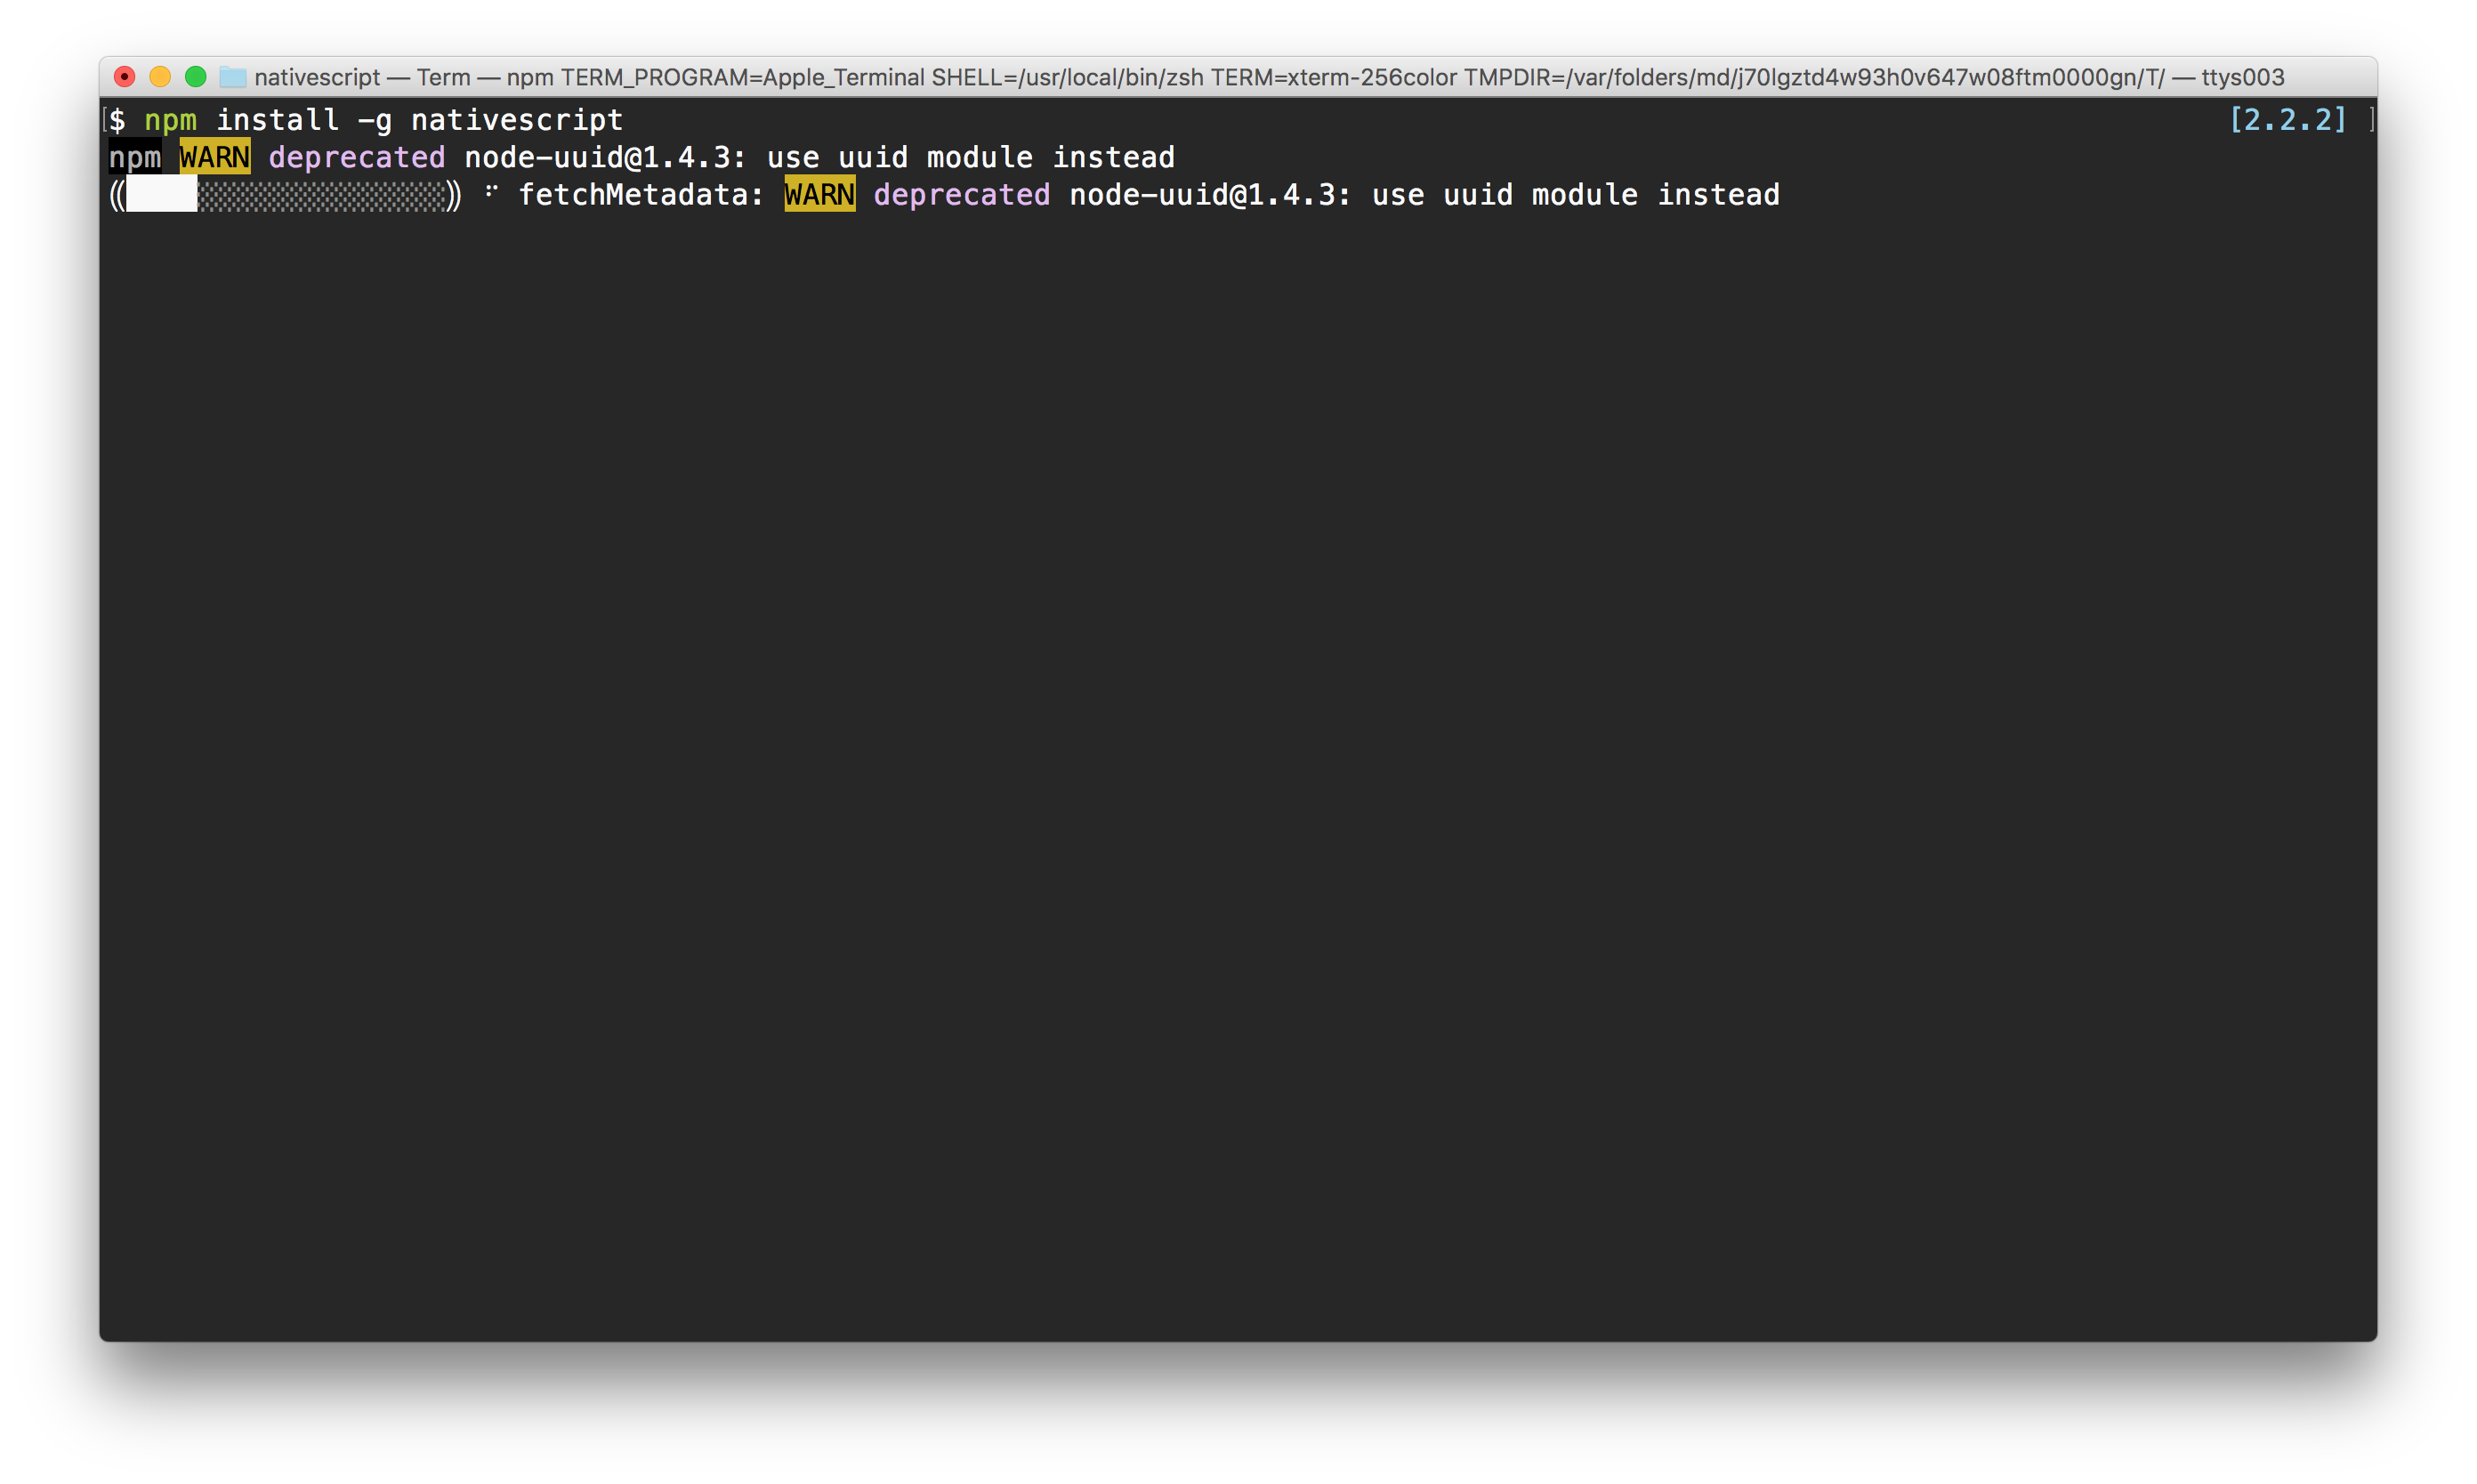 nativescript — Term — npm TERM_PROGRAM=Apple_Terminal SHELL=/usr/local/bin/zsh TERM=xterm-256color TMPDIR=/var/folders/md/j70lgztd4w93h0v647w08ftm0000gn/T/ — ttys003
[$ npm install -g nativescript [2.2.2] ]
npm WARN deprecated node-uuid@1.4.3: use uuid module instead
((████░░░░░░░░░░░░░░)) ⠋ fetchMetadata: WARN deprecated node-uuid@1.4.3: use uuid module instead